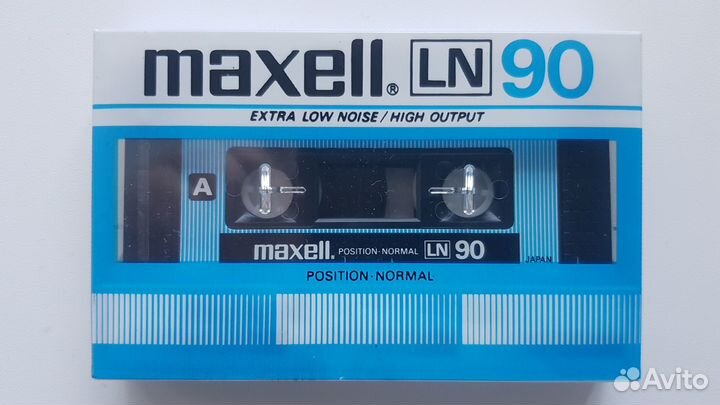 maxell® LN 90
EXTRA LOW NOISE/HIGH OUTPUT
A
maxell. POSITION·NORMAL LN 90
JAPAN
POSITION·NORMAL
Avito